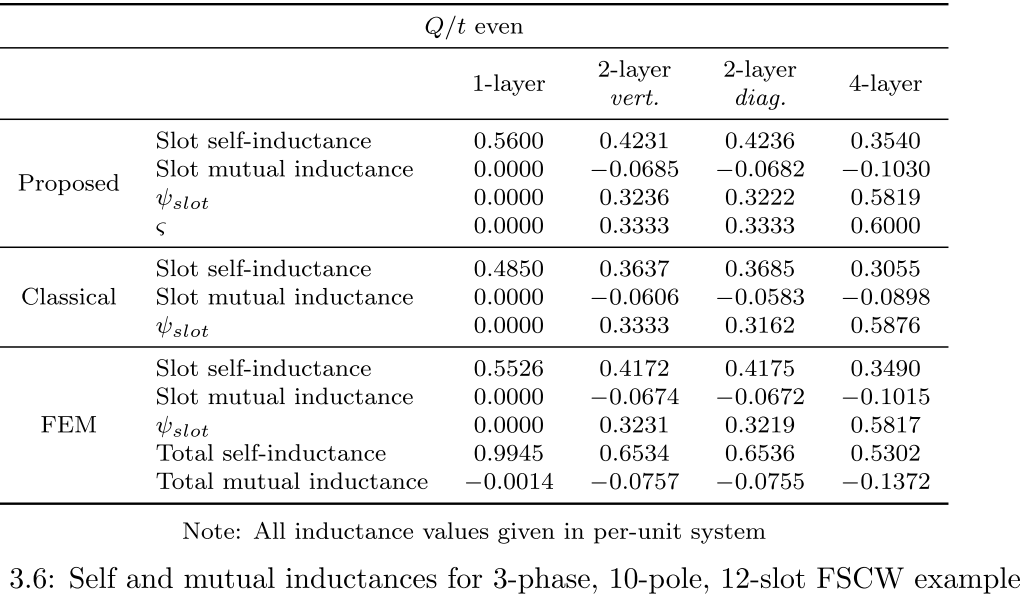 Q/t even
1-layer 2-layer vert. 2-layer diag. 4-layer
Proposed
Slot self-inductance 0.5600 0.4231 0.4236 0.3540
Slot mutual inductance 0.0000 −0.0685 −0.0682 −0.1030
ψslot 0.0000 0.3236 0.3222 0.5819
ς 0.0000 0.3333 0.3333 0.6000
Classical
Slot self-inductance 0.4850 0.3637 0.3685 0.3055
Slot mutual inductance 0.0000 −0.0606 −0.0583 −0.0898
ψslot 0.0000 0.3333 0.3162 0.5876
FEM
Slot self-inductance 0.5526 0.4172 0.4175 0.3490
Slot mutual inductance 0.0000 −0.0674 −0.0672 −0.1015
ψslot 0.0000 0.3231 0.3219 0.5817
Total self-inductance 0.9945 0.6534 0.6536 0.5302
Total mutual inductance −0.0014 −0.0757 −0.0755 −0.1372
Note: All inductance values given in per-unit system
3.6: Self and mutual inductances for 3-phase, 10-pole, 12-slot FSCW example